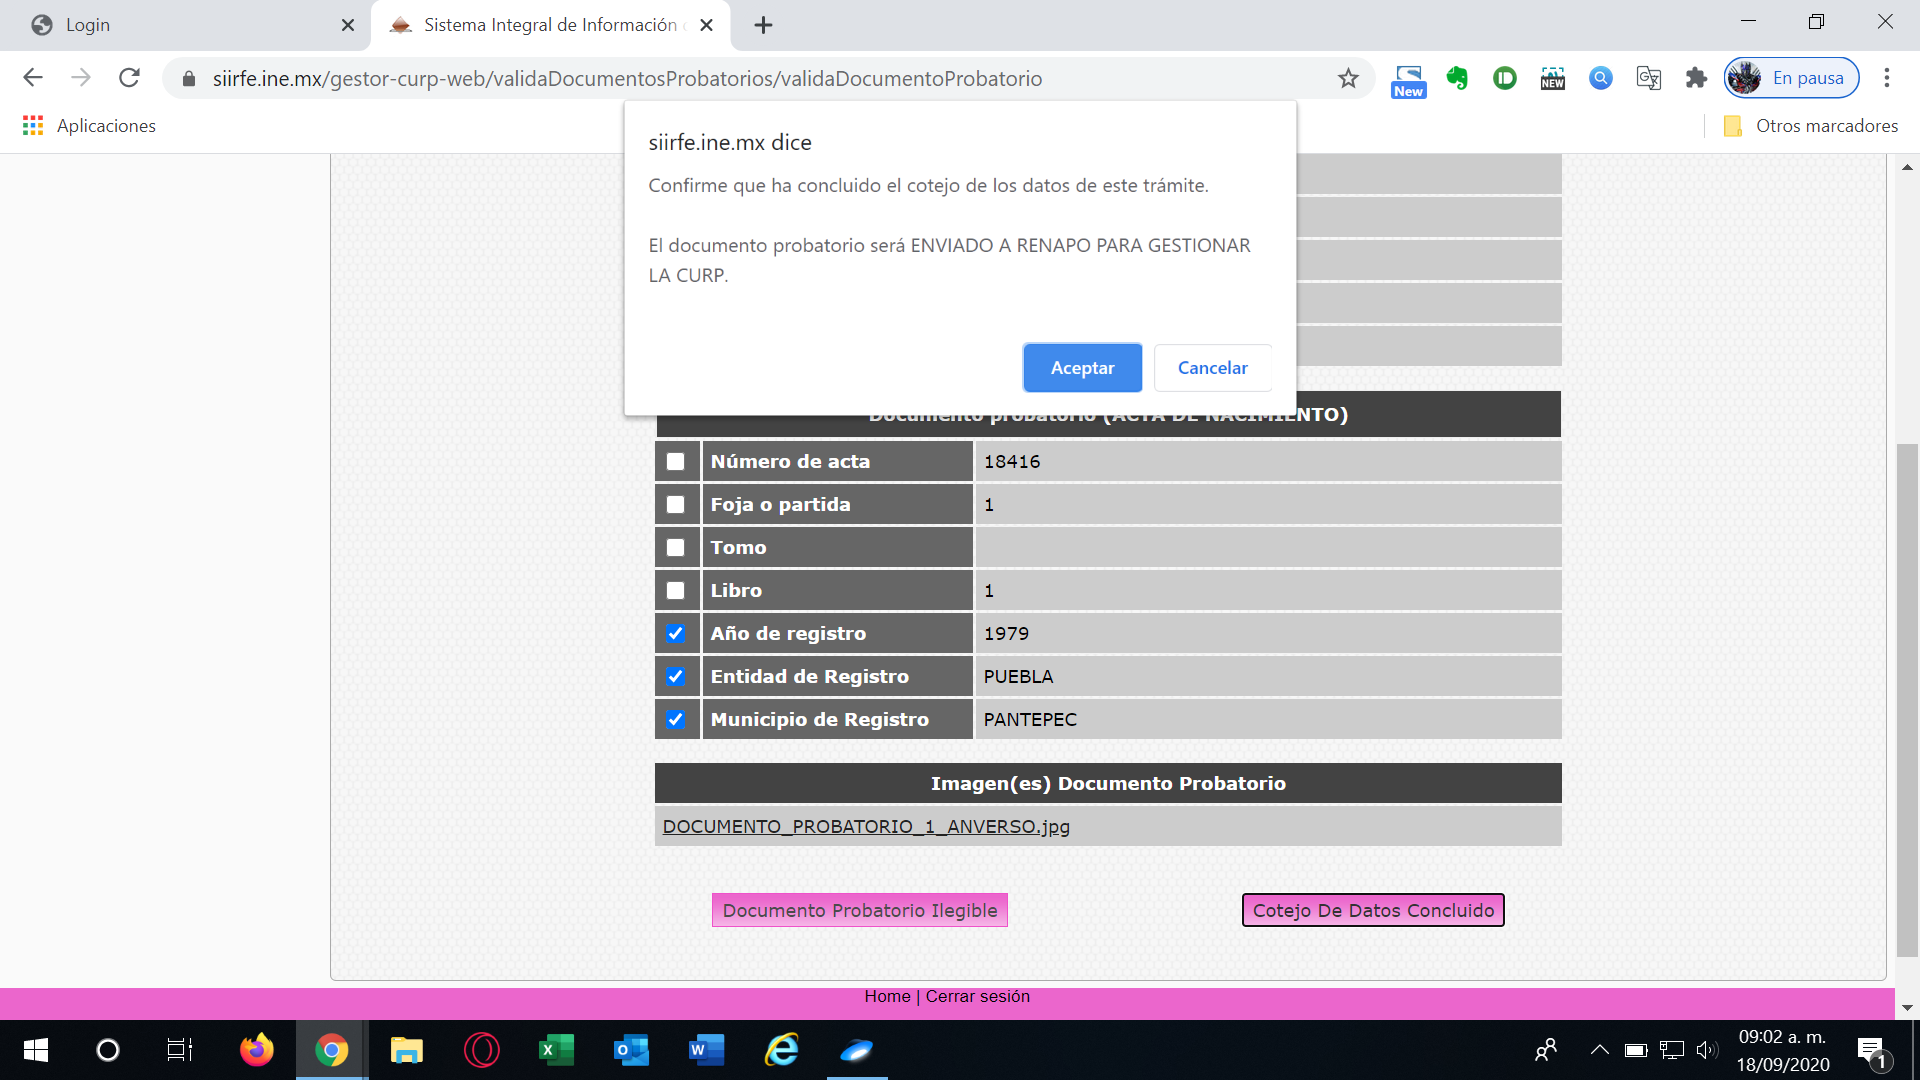 Login
Sistema Integral de Información
siirfe.ine.mx/gestor-curp-web/validaDocumentosProbatorios/validaDocumentoProbatorio
New
NEW
En pausa
Aplicaciones
Otros marcadores
siirfe.ine.mx dice
Confirme que ha concluido el cotejo de los datos de este trámite.
El documento probatorio será ENVIADO A RENAPO PARA GESTIONAR
LA CURP.
Aceptar
Cancelar
Documento probatorio (ACTA DE NACIMIENTO)
Número de acta 18416
Foja o partida 1
Tomo
Libro 1
Año de registro 1979
Entidad de Registro PUEBLA
Municipio de Registro PANTEPEC
Imagen(es) Documento Probatorio
DOCUMENTO_PROBATORIO_1_ANVERSO.jpg
Documento Probatorio Ilegible
Cotejo De Datos Concluido
Home | Cerrar sesión
09:02 a. m.
18/09/2020
1